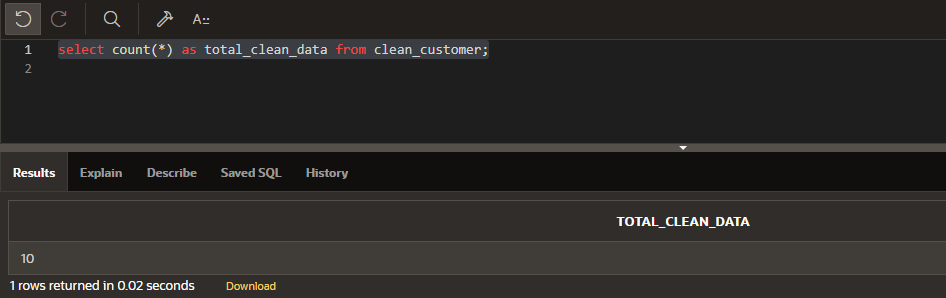 A::
1 select count(*) as total_clean_data from clean_customer;
2
Results Explain Describe Saved SQL History
TOTAL_CLEAN_DATA
10
1 rows returned in 0.02 seconds Download